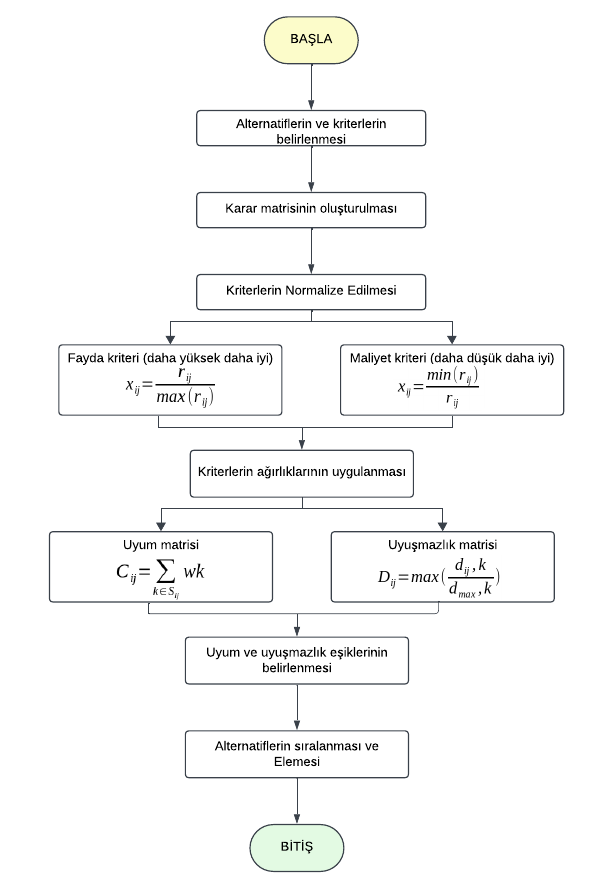 BAŞLA
Alternatiflerin ve kriterlerin
belirlenmesi
Karar matrisinin oluşturulması
Kriterlerin Normalize Edilmesi
Fayda kriteri (daha yüksek daha iyi)
x_ij = r_ij / max(r_ij)
Maliyet kriteri (daha düşük daha iyi)
x_ij = min(r_ij) / r_ij
Kriterlerin ağırlıklarının uygulanması
Uyum matrisi
C_ij = ∑_{k∈S_ij} wk
Uyuşmazlık matrisi
D_ij = max(d_ij,k / d_max,k)
Uyum ve uyuşmazlık eşiklerinin
belirlenmesi
Alternatiflerin sıralanması ve
Elemesi
BİTİŞ